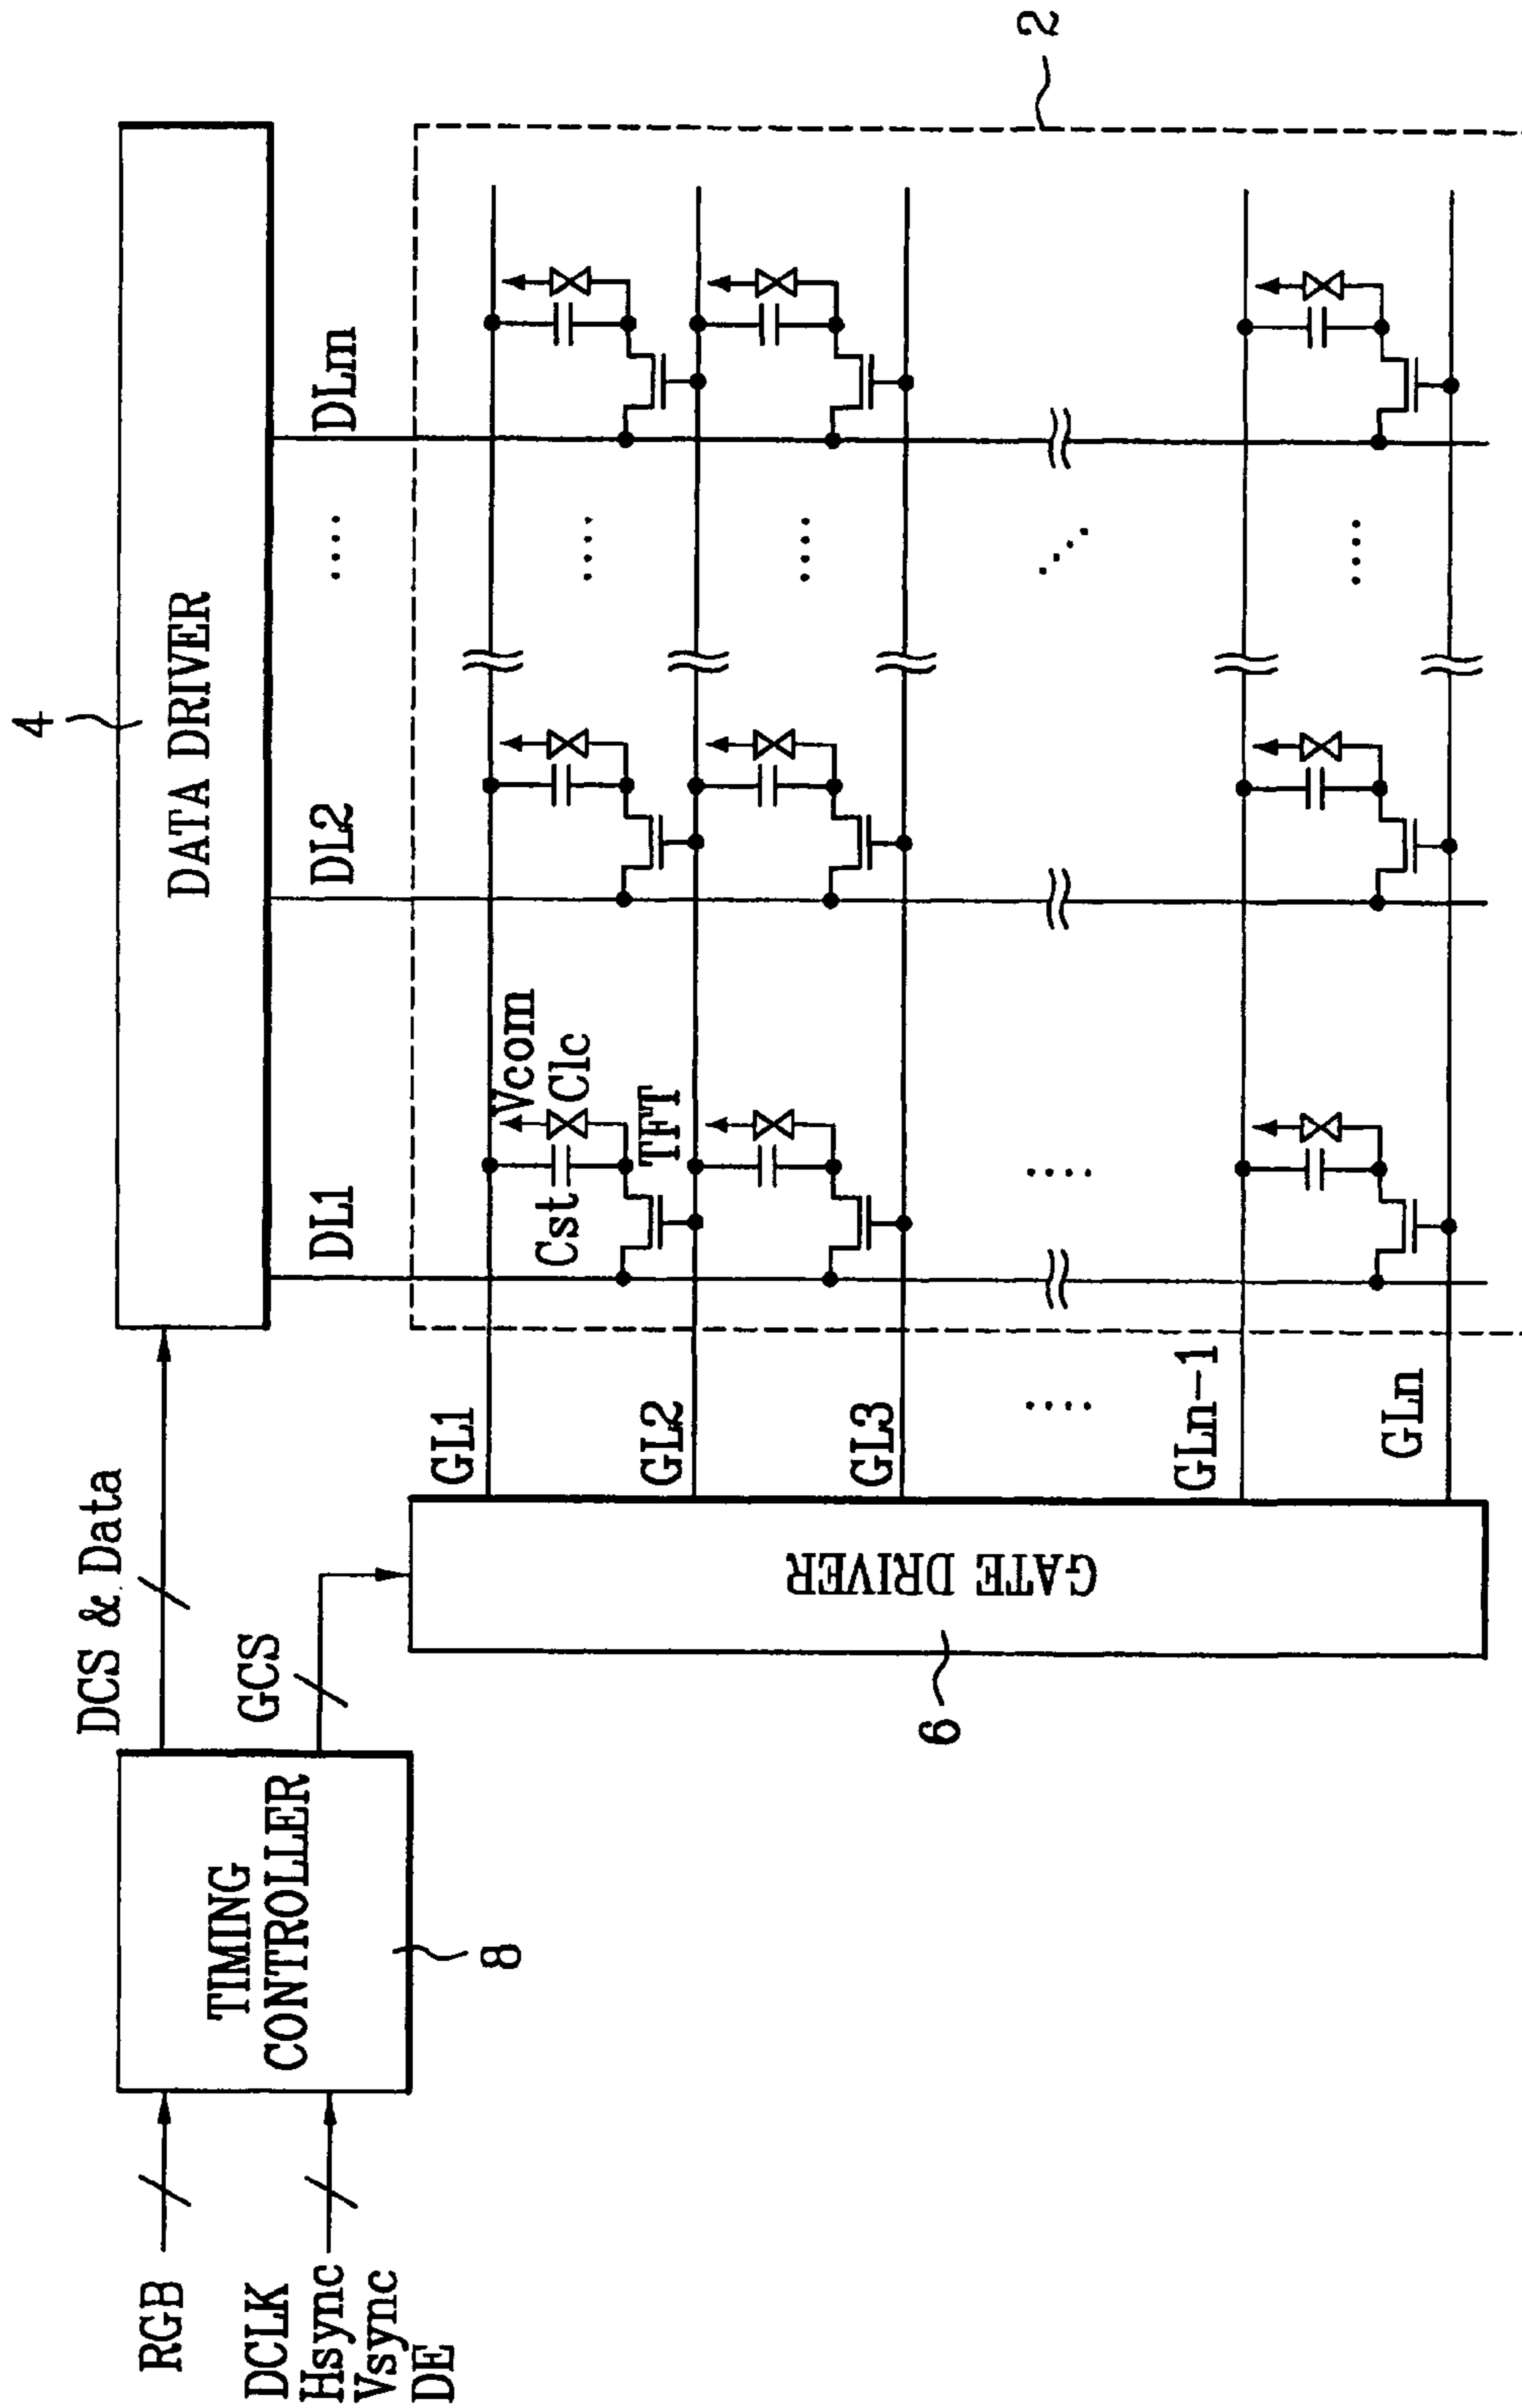 4
DATA DRIVER
DCS & Data
GCS
TIMING
CONTROLLER
8
RGB
DCLK
Hsync
Vsync
DE
DL1
DL2
....
DLm
2
GL1
Vcom
Clc
Cst
TFT
....
GL2
....
GL3
....
....
GLn-1
....
GLn
GATE DRIVER
6